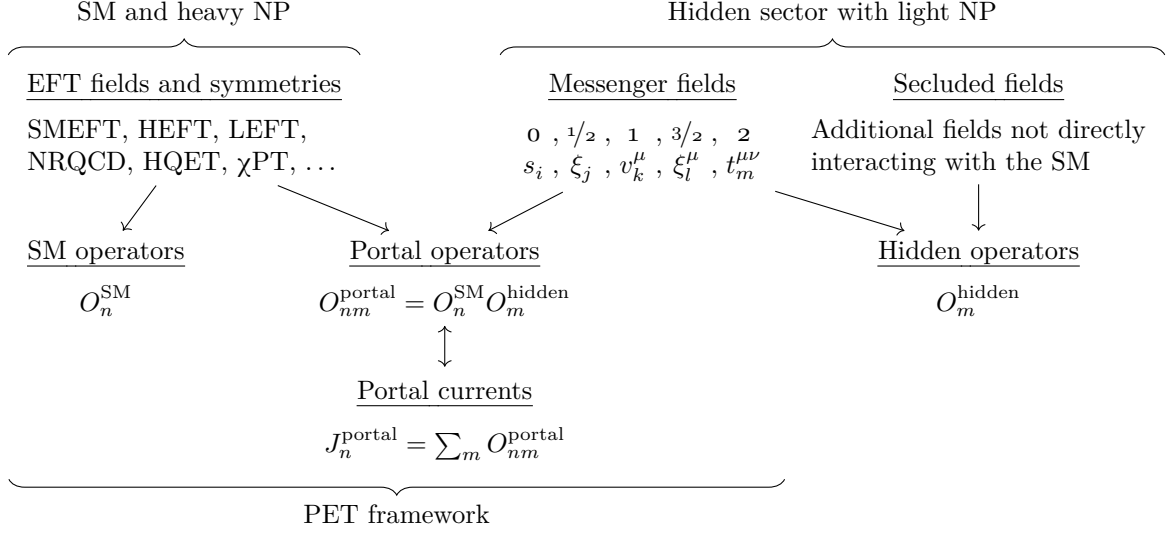 SM and heavy NP
Hidden sector with light NP
EFT fields and symmetries
SMEFT, HEFT, LEFT,
NRQCD, HQET, χPT, …
Messenger fields
0 , 1/2 , 1 , 3/2 , 2
s_i , ξ_j , v_k^μ , ξ_l^μ , t_m^{μν}
Secluded fields
Additional fields not directly
interacting with the SM
SM operators
O_n^{SM}
Portal operators
O_{nm}^{portal} = O_n^{SM} O_m^{hidden}
Hidden operators
O_m^{hidden}
Portal currents
J_n^{portal} = ∑_m O_{nm}^{portal}
PET framework